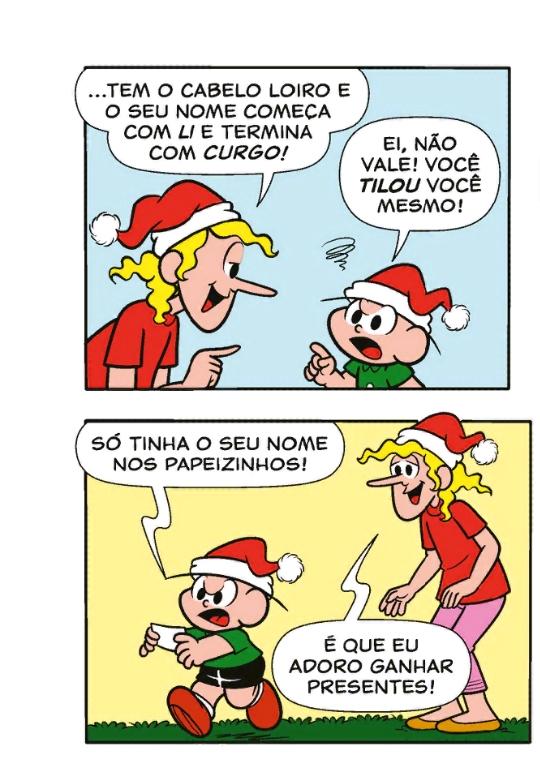 ...TEM O CABELO LOIRO E
O SEU NOME COMEÇA
COM LI E TERMINA
COM CURGO!
EI, NÃO
VALE! VOCÊ
TILOU VOCÊ
MESMO!
SÓ TINHA O SEU NOME
NOS PAPEIZINHOS!
É QUE EU
ADORO GANHAR
PRESENTES!